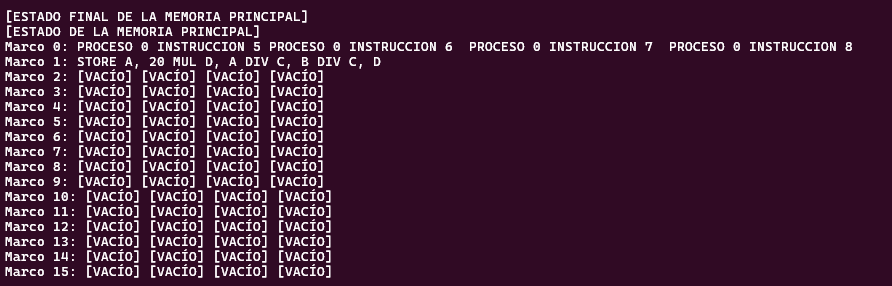 [ESTADO FINAL DE LA MEMORIA PRINCIPAL]
[ESTADO DE LA MEMORIA PRINCIPAL]
Marco 0: PROCESO 0 INSTRUCCION 5 PROCESO 0 INSTRUCCION 6  PROCESO 0 INSTRUCCION 7  PROCESO 0 INSTRUCCION 8
Marco 1: STORE A, 20 MUL D, A DIV C, B DIV C, D
Marco 2: [VACÍO] [VACÍO] [VACÍO] [VACÍO]
Marco 3: [VACÍO] [VACÍO] [VACÍO] [VACÍO]
Marco 4: [VACÍO] [VACÍO] [VACÍO] [VACÍO]
Marco 5: [VACÍO] [VACÍO] [VACÍO] [VACÍO]
Marco 6: [VACÍO] [VACÍO] [VACÍO] [VACÍO]
Marco 7: [VACÍO] [VACÍO] [VACÍO] [VACÍO]
Marco 8: [VACÍO] [VACÍO] [VACÍO] [VACÍO]
Marco 9: [VACÍO] [VACÍO] [VACÍO] [VACÍO]
Marco 10: [VACÍO] [VACÍO] [VACÍO] [VACÍO]
Marco 11: [VACÍO] [VACÍO] [VACÍO] [VACÍO]
Marco 12: [VACÍO] [VACÍO] [VACÍO] [VACÍO]
Marco 13: [VACÍO] [VACÍO] [VACÍO] [VACÍO]
Marco 14: [VACÍO] [VACÍO] [VACÍO] [VACÍO]
Marco 15: [VACÍO] [VACÍO] [VACÍO] [VACÍO]